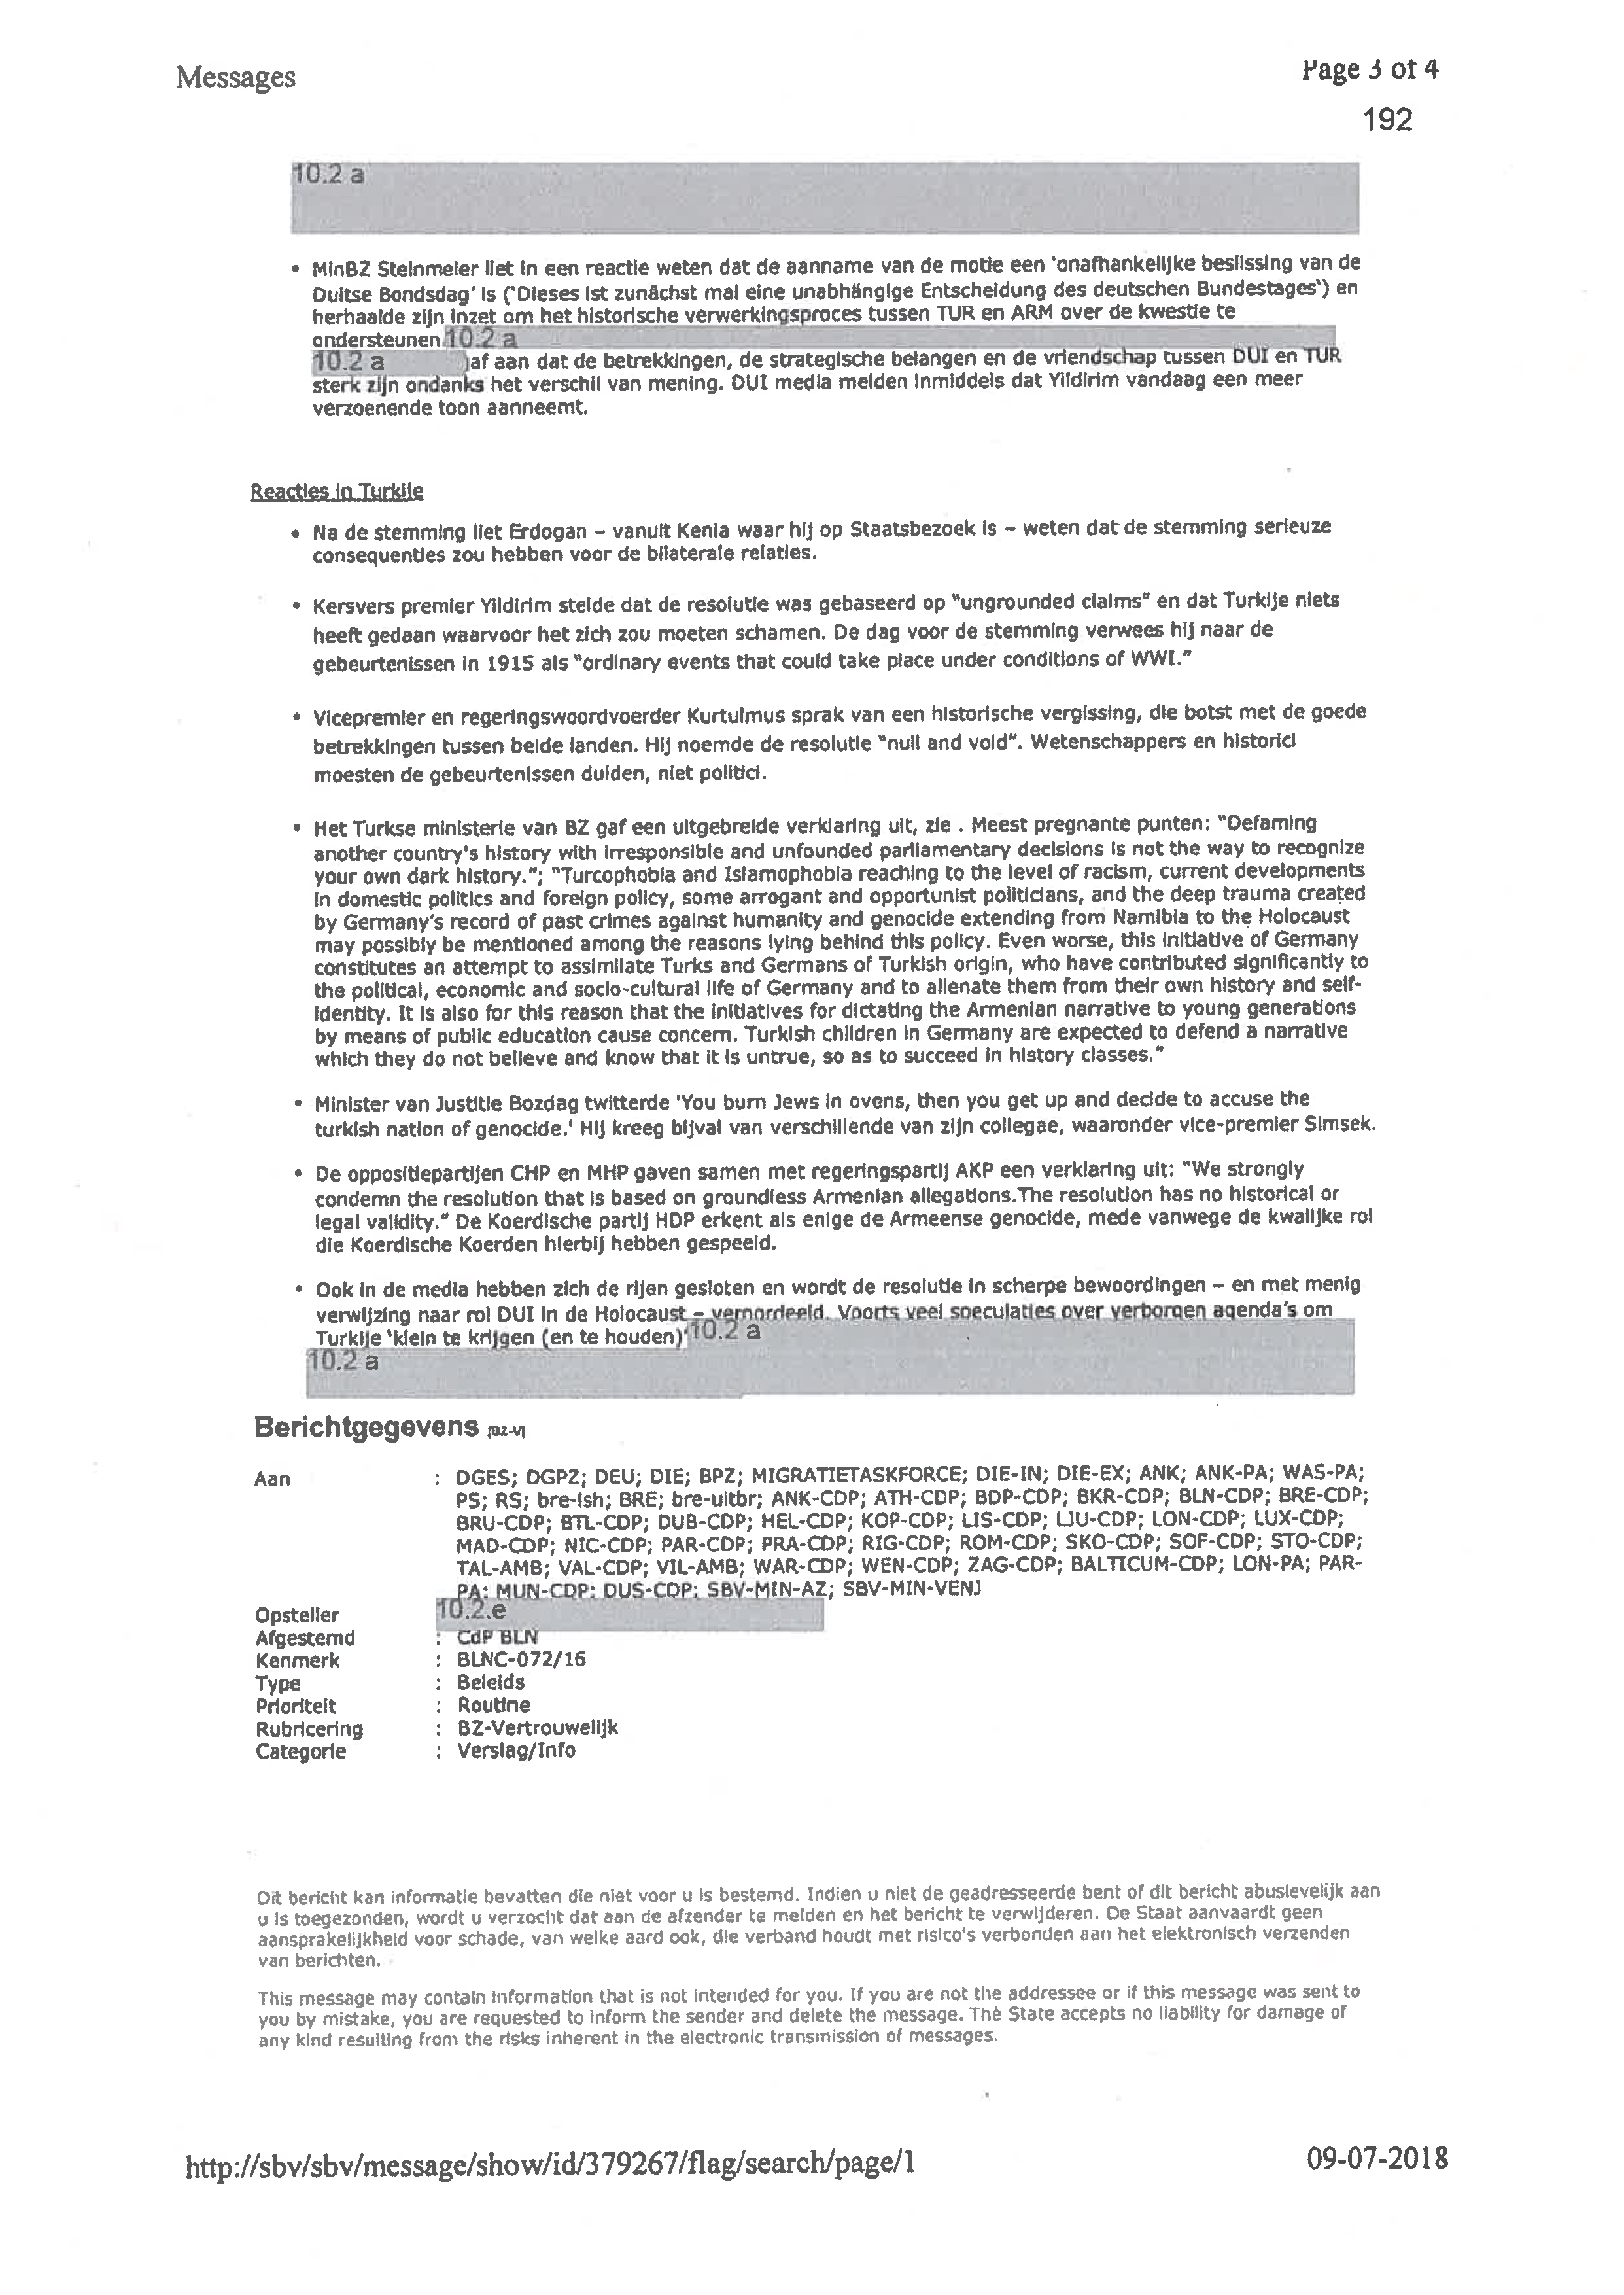 Messages
Page 3 of 4
192
10.2 a
• MinBZ Steinmeier liet in een reactie weten dat de aanname van de motie een 'onafhankelijke beslissing van de
Duitse Bondsdag' is ('Dieses ist zunächst mal eine unabhängige Entscheidung des deutschen Bundestages') en
herhaalde zijn inzet om het historische verwerkingsproces tussen TUR en ARM over de kwestie te
ondersteunen 10.2 a
10.2 a af aan dat de betrekkingen, de strategische belangen en de vriendschap tussen DUI en TUR
sterk zijn ondanks het verschil van mening. DUI media melden inmiddels dat Yildirim vandaag een meer
verzoenende toon aanneemt.
Reacties in Turkije
• Na de stemming liet Erdogan – vanuit Kenia waar hij op Staatsbezoek is – weten dat de stemming serieuze
consequenties zou hebben voor de bilaterale relaties.
• Kersvers premier Yildirim stelde dat de resolutie was gebaseerd op "ungrounded claims" en dat Turkije niets
heeft gedaan waarvoor het zich zou moeten schamen. De dag voor de stemming verwees hij naar de
gebeurtenissen in 1915 als "ordinary events that could take place under conditions of WWI."
• Vicepremier en regeringswoordvoerder Kurtulmus sprak van een historische vergissing, die botst met de goede
betrekkingen tussen beide landen. Hij noemde de resolutie "null and void". Wetenschappers en historici
moesten de gebeurtenissen duiden, niet politici.
• Het Turkse ministerie van BZ gaf een uitgebreide verklaring uit, zie . Meest pregnante punten: "Defaming
another country's history with irresponsible and unfounded parliamentary decisions is not the way to recognize
your own dark history."; "Turcophobia and Islamophobia reaching to the level of racism, current developments
in domestic politics and foreign policy, some arrogant and opportunist politicians, and the deep trauma created
by Germany's record of past crimes against humanity and genocide extending from Namibia to the Holocaust
may possibly be mentioned among the reasons lying behind this policy. Even worse, this initiative of Germany
constitutes an attempt to assimilate Turks and Germans of Turkish origin, who have contributed significantly to
the political, economic and socio-cultural life of Germany and to alienate them from their own history and self-
identity. It is also for this reason that the initiatives for dictating the Armenian narrative to young generations
by means of public education cause concern. Turkish children in Germany are expected to defend a narrative
which they do not believe and know that it is untrue, so as to succeed in history classes."
• Minister van Justitie Bozdag twitterde 'You burn Jews in ovens, then you get up and decide to accuse the
turkish nation of genocide.' Hij kreeg bijval van verschillende van zijn collegae, waaronder vice-premier Simsek.
• De oppositiepartijen CHP en MHP gaven samen met regeringspartij AKP een verklaring uit: "We strongly
condemn the resolution that is based on groundless Armenian allegations.The resolution has no historical or
legal validity." De Koerdische partij HDP erkent als enige de Armeense genocide, mede vanwege de kwalijke rol
die Koerdische Koerden hierbij hebben gespeeld.
• Ook in de media hebben zich de rijen gesloten en wordt de resolutie in scherpe bewoordingen – en met menig
verwijzing naar rol DUI in de Holocaust – veroordeeld. Voorts veel speculaties over verborgen agenda's om
Turkije 'klein te krijgen (en te houden)' 10.2 a
10.2 a
Berichtgegevens [BZ-V]
Aan : DGES; DGPZ; DEU; DIE; BPZ; MIGRATIETASKFORCE; DIE-IN; DIE-EX; ANK; ANK-PA; WAS-PA;
PS; RS; bre-ish; BRE; bre-uitbr; ANK-CDP; ATH-CDP; BDP-CDP; BKR-CDP; BLN-CDP; BRE-CDP;
BRU-CDP; BTL-CDP; DUB-CDP; HEL-CDP; KOP-CDP; LIS-CDP; LJU-CDP; LON-CDP; LUX-CDP;
MAD-CDP; NIC-CDP; PAR-CDP; PRA-CDP; RIG-CDP; ROM-CDP; SKO-CDP; SOF-CDP; STO-CDP;
TAL-AMB; VAL-CDP; VIL-AMB; WAR-CDP; WEN-CDP; ZAG-CDP; BALTICUM-CDP; LON-PA; PAR-
PA; MUN-CDP; DUS-CDP; SBV-MIN-AZ; SBV-MIN-VENJ
Opsteller 10.2.e
Afgestemd : CdP BLN
Kenmerk : BLNC-072/16
Type : Beleids
Prioriteit : Routine
Rubricering : BZ-Vertrouwelijk
Categorie : Verslag/Info
Dit bericht kan informatie bevatten die niet voor u is bestemd. Indien u niet de geadresseerde bent of dit bericht abusievelijk aan
u is toegezonden, wordt u verzocht dat aan de afzender te melden en het bericht te verwijderen. De Staat aanvaardt geen
aansprakelijkheid voor schade, van welke aard ook, die verband houdt met risico's verbonden aan het elektronisch verzenden
van berichten.
This message may contain information that is not intended for you. If you are not the addressee or if this message was sent to
you by mistake, you are requested to inform the sender and delete the message. The State accepts no liability for damage of
any kind resulting from the risks inherent in the electronic transmission of messages.
http://sbv/sbv/message/show/id/379267/flag/search/page/1
09-07-2018